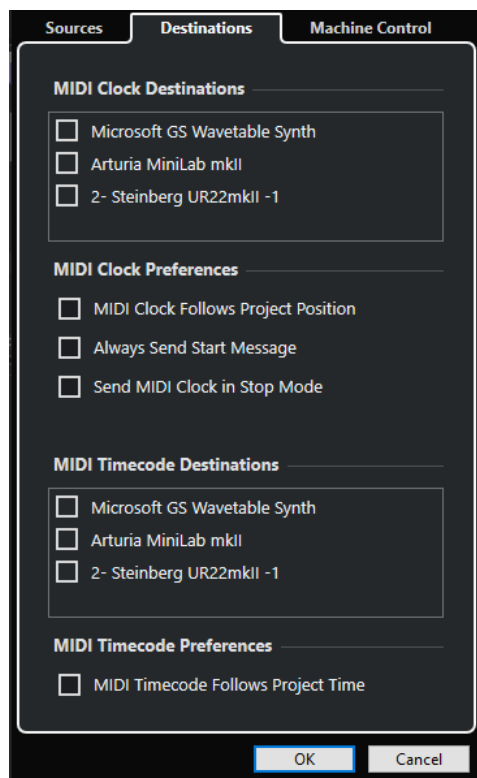 Sources Destinations Machine Control
MIDI Clock Destinations
Microsoft GS Wavetable Synth
Arturia MiniLab mkII
2- Steinberg UR22mkII -1
MIDI Clock Preferences
MIDI Clock Follows Project Position
Always Send Start Message
Send MIDI Clock in Stop Mode
MIDI Timecode Destinations
Microsoft GS Wavetable Synth
Arturia MiniLab mkII
2- Steinberg UR22mkII -1
MIDI Timecode Preferences
MIDI Timecode Follows Project Time
OK Cancel